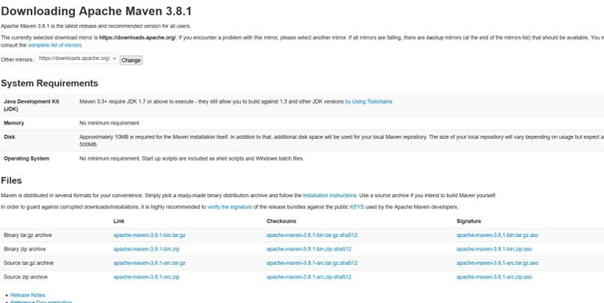 Downloading Apache Maven 3.8.1
Apache Maven 3.8.1 is the latest release and recommended version for all users.
The currently selected download mirror is https://downloads.apache.org/. If you encounter a problem with this mirror, please select another mirror. If all mirrors are failing, there are backup mirrors (at the end of the mirrors list) that should be available. You
consult the complete list of mirrors.
Other mirrors: https://downloads.apache.org/ Change
System Requirements
Java Development Kit (JDK) Maven 3.3+ require JDK 1.7 or above to execute - they still allow you to build against 1.3 and other JDK versions by Using Toolchains
Memory No minimum requirement
Disk Approximately 10MB is required for the Maven installation itself. In addition to that, additional disk space will be used for your local Maven repository. The size of your local repository will vary depending on usage but expect a
500MB.
Operating System No minimum requirement. Start up scripts are included as shell scripts and Windows batch files.
Files
Maven is distributed in several formats for your convenience. Simply pick a ready-made binary distribution archive and follow the installation instructions. Use a source archive if you intend to build Maven yourself.
In order to guard against corrupted downloads/installations, it is highly recommended to verify the signature of the release bundles against the public KEYS used by the Apache Maven developers.
Link Checksums Signature
Binary tar.gz archive apache-maven-3.8.1-bin.tar.gz apache-maven-3.8.1-bin.tar.gz.sha512 apache-maven-3.8.1-bin.tar.gz.asc
Binary zip archive apache-maven-3.8.1-bin.zip apache-maven-3.8.1-bin.zip.sha512 apache-maven-3.8.1-bin.zip.asc
Source tar.gz archive apache-maven-3.8.1-src.tar.gz apache-maven-3.8.1-src.tar.gz.sha512 apache-maven-3.8.1-src.tar.gz.asc
Source zip archive apache-maven-3.8.1-src.zip apache-maven-3.8.1-src.zip.sha512 apache-maven-3.8.1-src.zip.asc
Release Notes
Reference Documentation